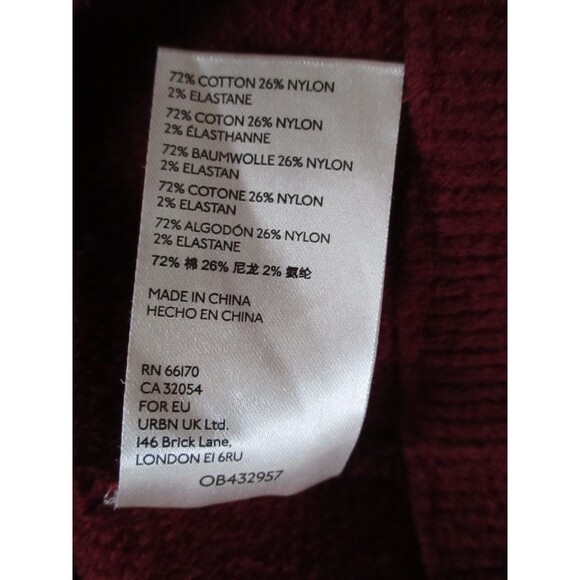 72% COTTON 26% NYLON
2% ELASTANE
72% COTON 26% NYLON
2% ÉLASTHANNE
72% BAUMWOLLE 26% NYLON
2% ELASTAN
72% COTONE 26% NYLON
2% ELASTAN
72% ALGODÓN 26% NYLON
2% ELASTANE
72% 棉 26% 尼龙 2% 氨纶
MADE IN CHINA
HECHO EN CHINA
RN 66170
CA 32054
FOR EU
URBN UK Ltd.
146 Brick Lane,
LONDON E1 6RU
OB432957